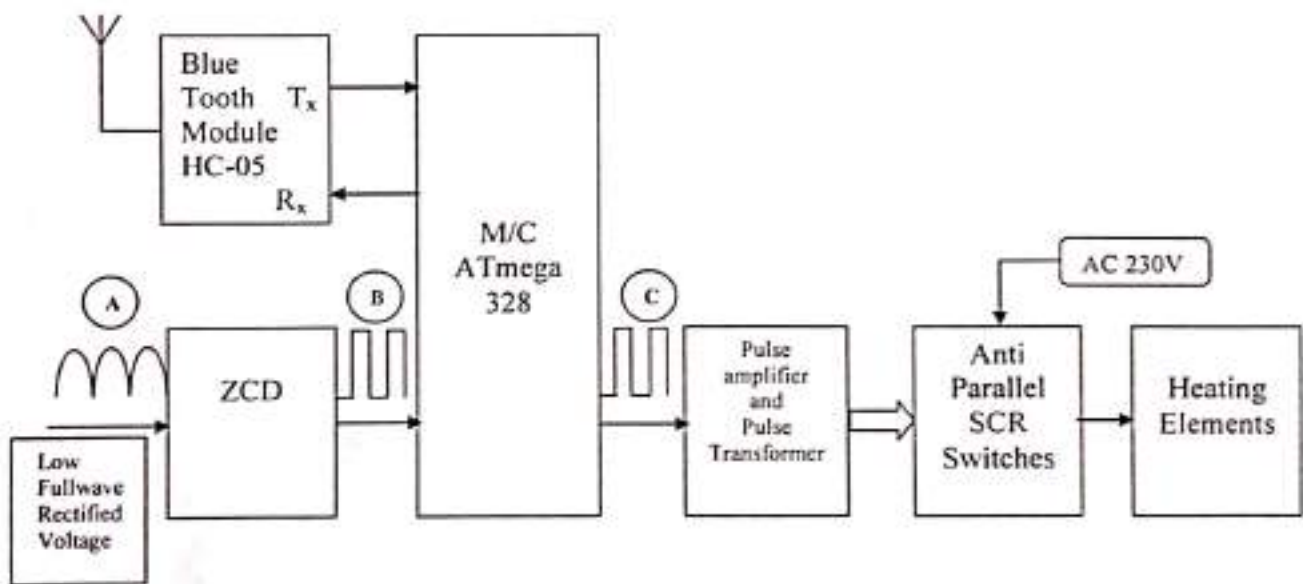 Blue
Tooth
Module
HC-05
Tx
Rx
M/C
ATmega
328
A
B
C
AC 230V
Low
Fullwave
Rectified
Voltage
ZCD
Pulse
amplifier
and
Pulse
Transformer
Anti
Parallel
SCR
Switches
Heating
Elements